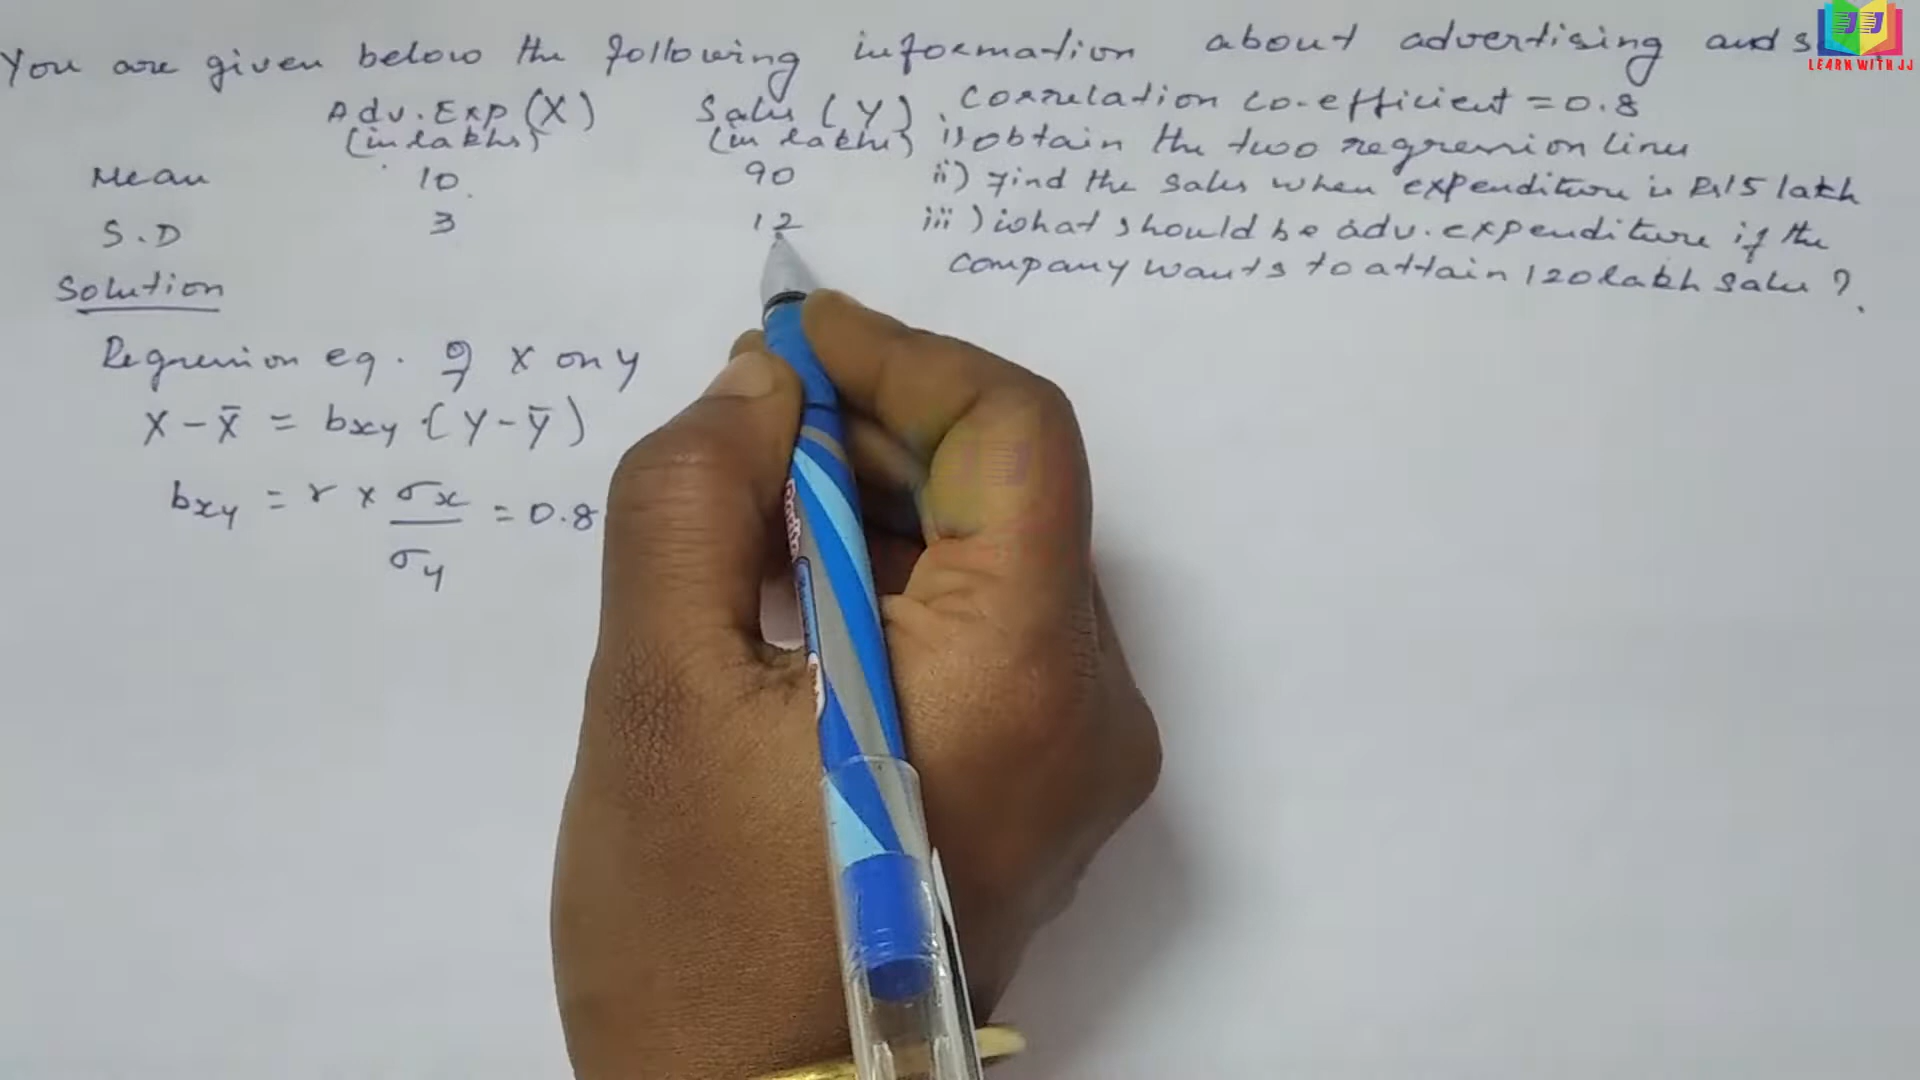 You are given below the following information about advertising and s
Adv. Exp (X) Sales (Y) Correlation co-efficient = 0.8
(in lakhs) (in lakhs) i) obtain the two regression lines
Mean 10 90 ii) Find the sales when expenditure is Rs15 lakh
S.D 3 12 iii) what should be adv. expenditure if the
company wants to attain 120 lakh sales?
Solution
Regression eq. of X on Y
X - X̄ = bxy (Y - Ȳ)
bxy = r × σx/σy = 0.8
LEARN WITH JJ